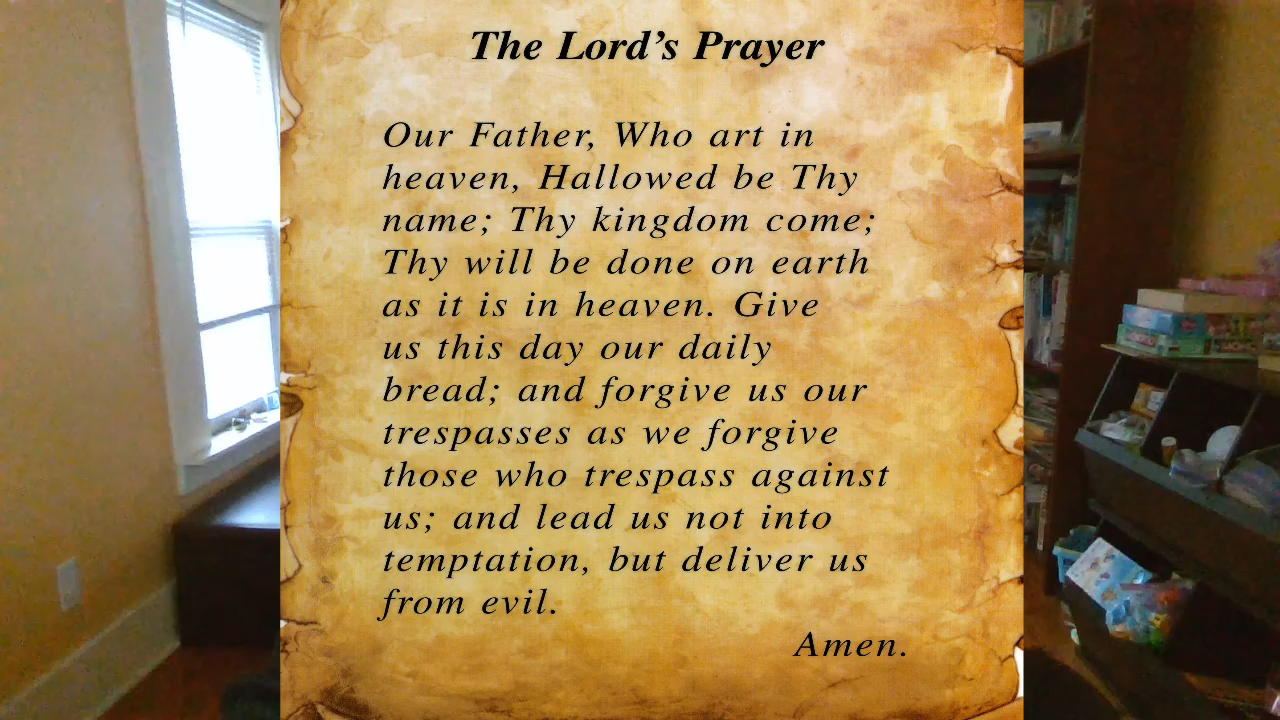 The Lord’s Prayer
Our Father, Who art in
heaven, Hallowed be Thy
name; Thy kingdom come;
Thy will be done on earth
as it is in heaven. Give
us this day our daily
bread; and forgive us our
trespasses as we forgive
those who trespass against
us; and lead us not into
temptation, but deliver us
from evil.
Amen.